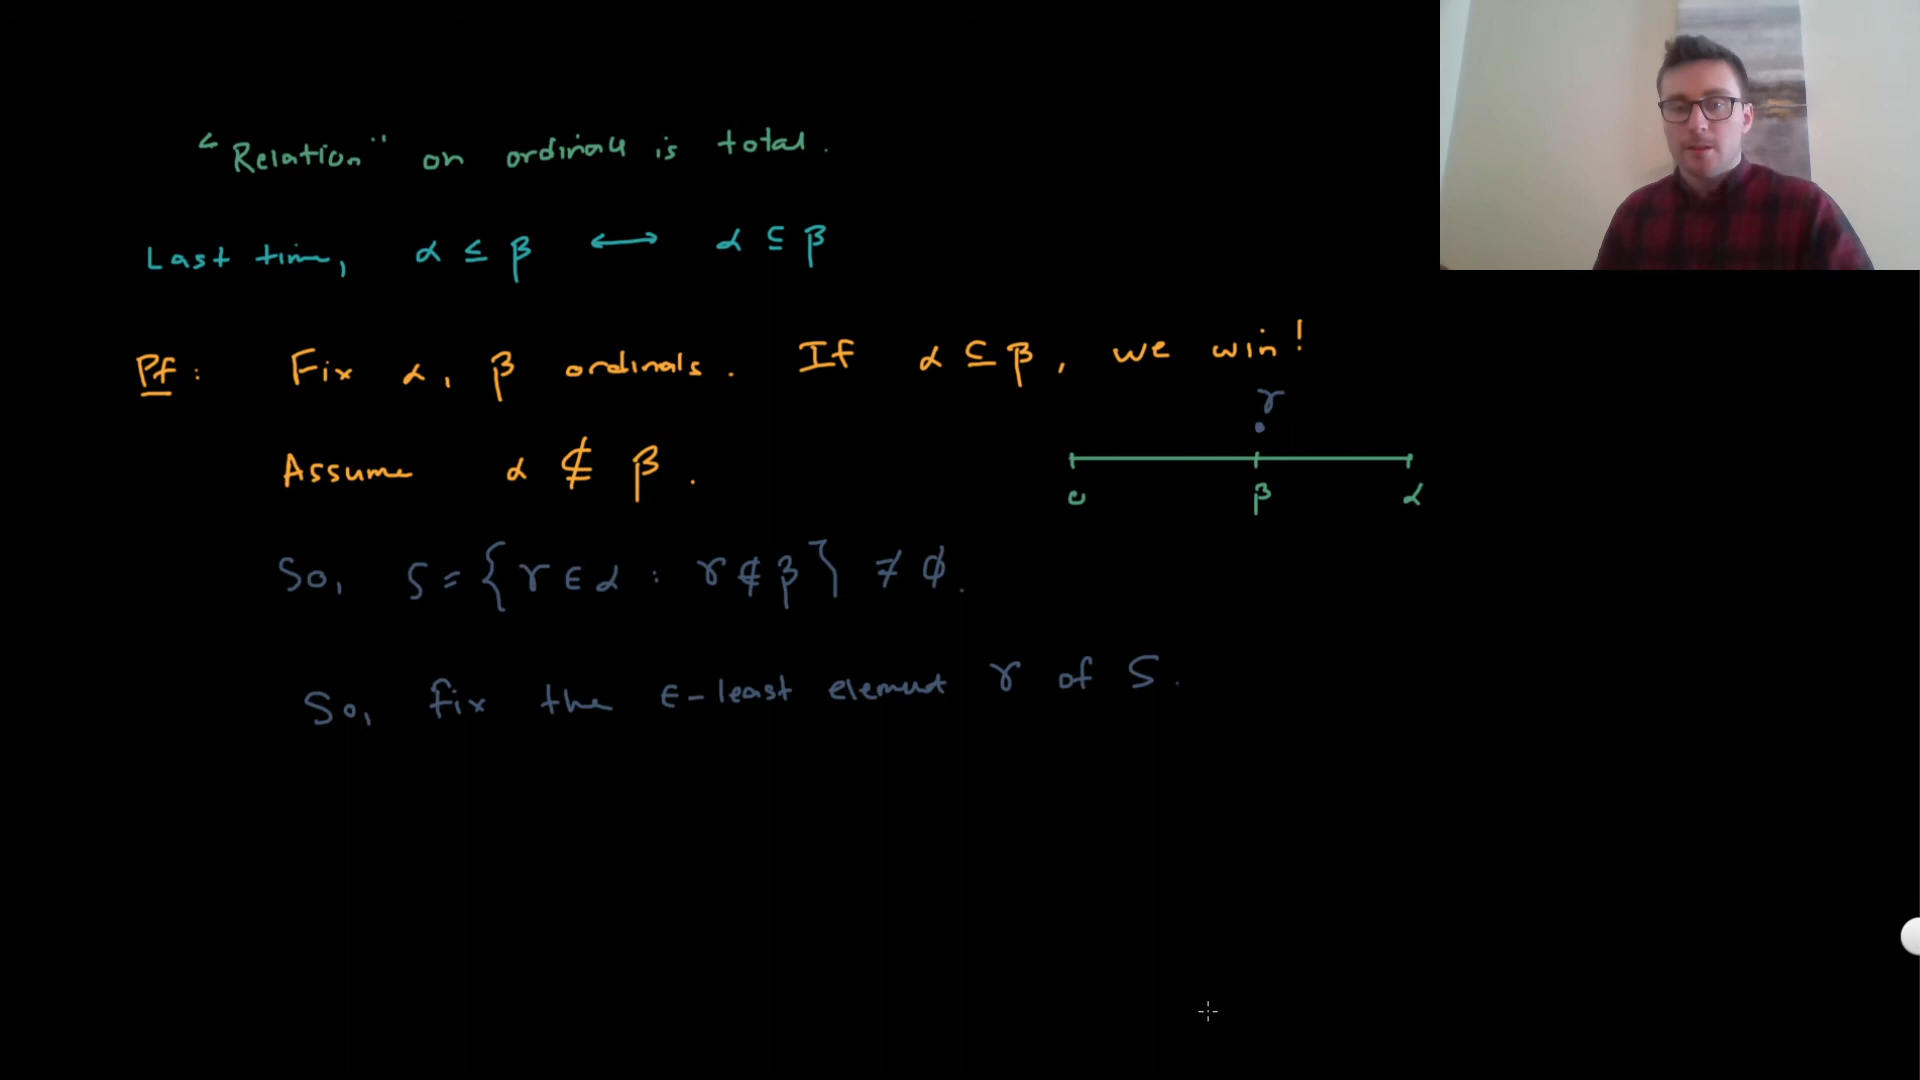 "Relation" on ordinals is total.
Last time, α ≤ β ⟷ α ⊆ β
Pf: Fix α, β ordinals. If α ⊆ β, we win!
γ
Assume α ⊈ β.
0 β α
So, S = {γ ∈ α : γ ∉ β} ≠ ∅.
So, fix the ∈-least element γ of S.